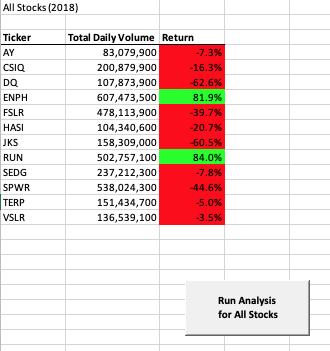 All Stocks (2018)
Ticker Total Daily Volume Return
AY 83,079,900 -7.3%
CSIQ 200,879,900 -16.3%
DQ 107,873,900 -62.6%
ENPH 607,473,500 81.9%
FSLR 478,113,900 -39.7%
HASI 104,340,600 -20.7%
JKS 158,309,000 -60.5%
RUN 502,757,100 84.0%
SEDG 237,212,300 -7.8%
SPWR 538,024,300 -44.6%
TERP 151,434,700 -5.0%
VSLR 136,539,100 -3.5%
Run Analysis
for All Stocks